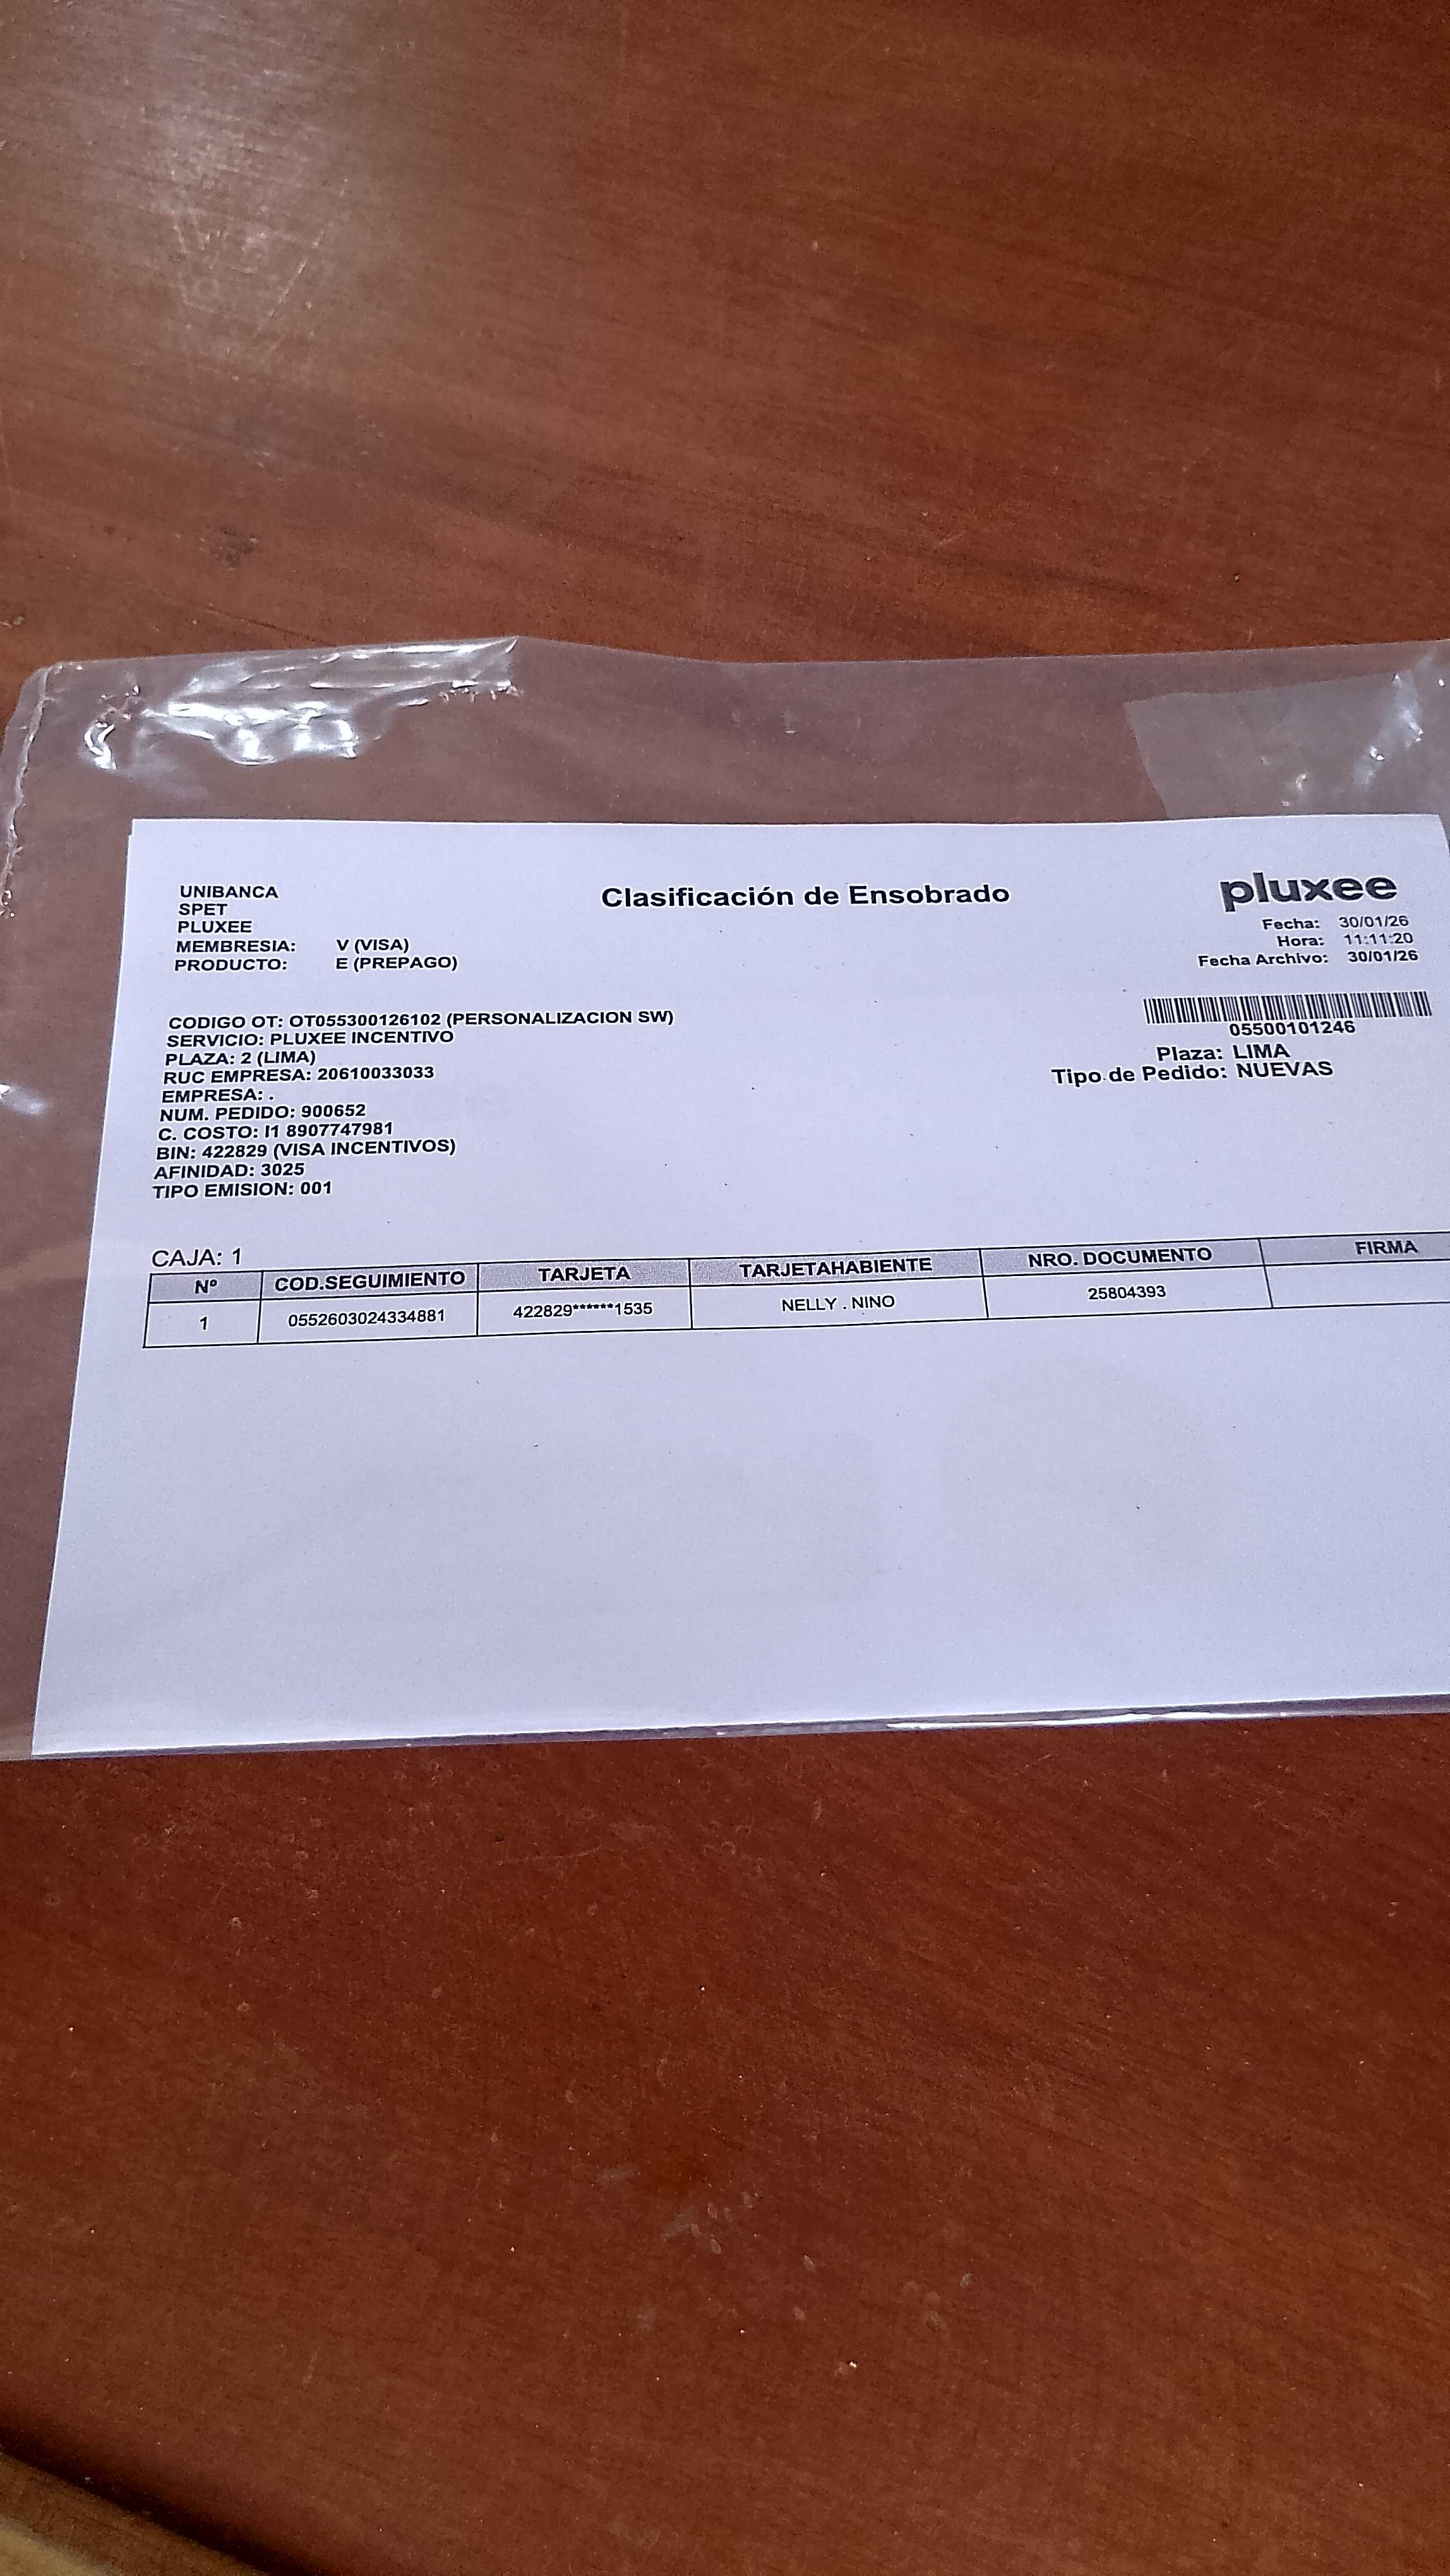 UNIBANCA
SPET
PLUXEE
MEMBRESIA: V (VISA)
PRODUCTO: E (PREPAGO)
Clasificación de Ensobrado
pluxee
Fecha: 30/01/26
Hora: 11:11:20
Fecha Archivo: 30/01/26
CODIGO OT: OT055300126102 (PERSONALIZACION SW)
SERVICIO: PLUXEE INCENTIVO
PLAZA: 2 (LIMA)
RUC EMPRESA: 20610033033
EMPRESA: .
NUM. PEDIDO: 900652
C. COSTO: I1 8907747981
BIN: 422829 (VISA INCENTIVOS)
AFINIDAD: 3025
TIPO EMISION: 001
05500101246
Plaza: LIMA
Tipo de Pedido: NUEVAS
CAJA: 1
Nº COD.SEGUIMIENTO TARJETA TARJETAHABIENTE NRO. DOCUMENTO FIRMA
1 0552603024334881 422829******1535 NELLY . NINO 25804393